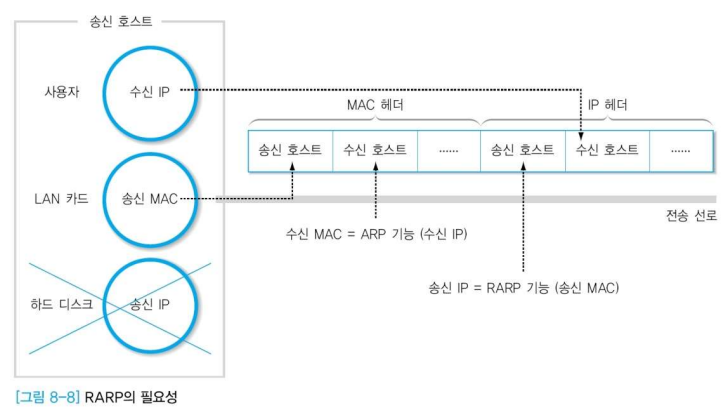 송신 호스트
사용자
수신 IP
MAC 헤더
IP 헤더
송신 호스트
수신 호스트
......
송신 호스트
수신 호스트
......
LAN 카드
송신 MAC
전송 선로
수신 MAC = ARP 기능 (수신 IP)
송신 IP = RARP 기능 (송신 MAC)
하드 디스크
송신 IP
[그림 8-8] RARP의 필요성